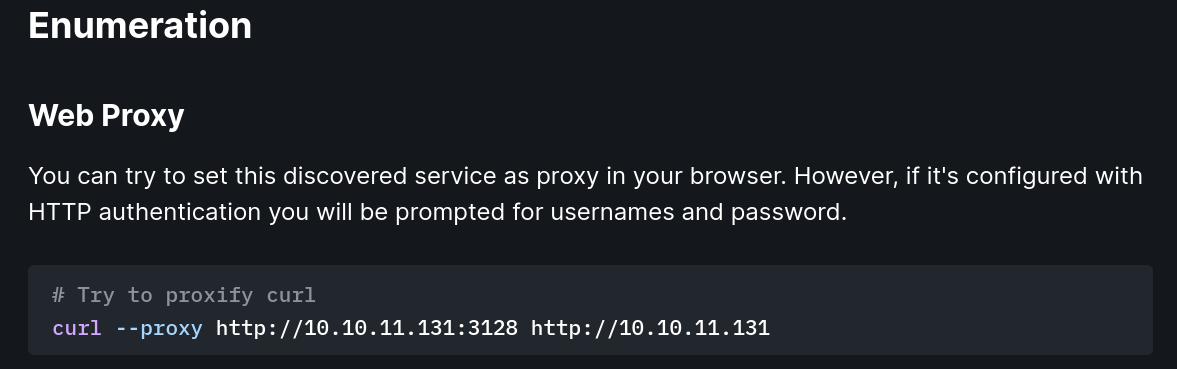 Enumeration
Web Proxy
You can try to set this discovered service as proxy in your browser. However, if it's configured with
HTTP authentication you will be prompted for usernames and password.
# Try to proxify curl
curl --proxy http://10.10.11.131:3128 http://10.10.11.131